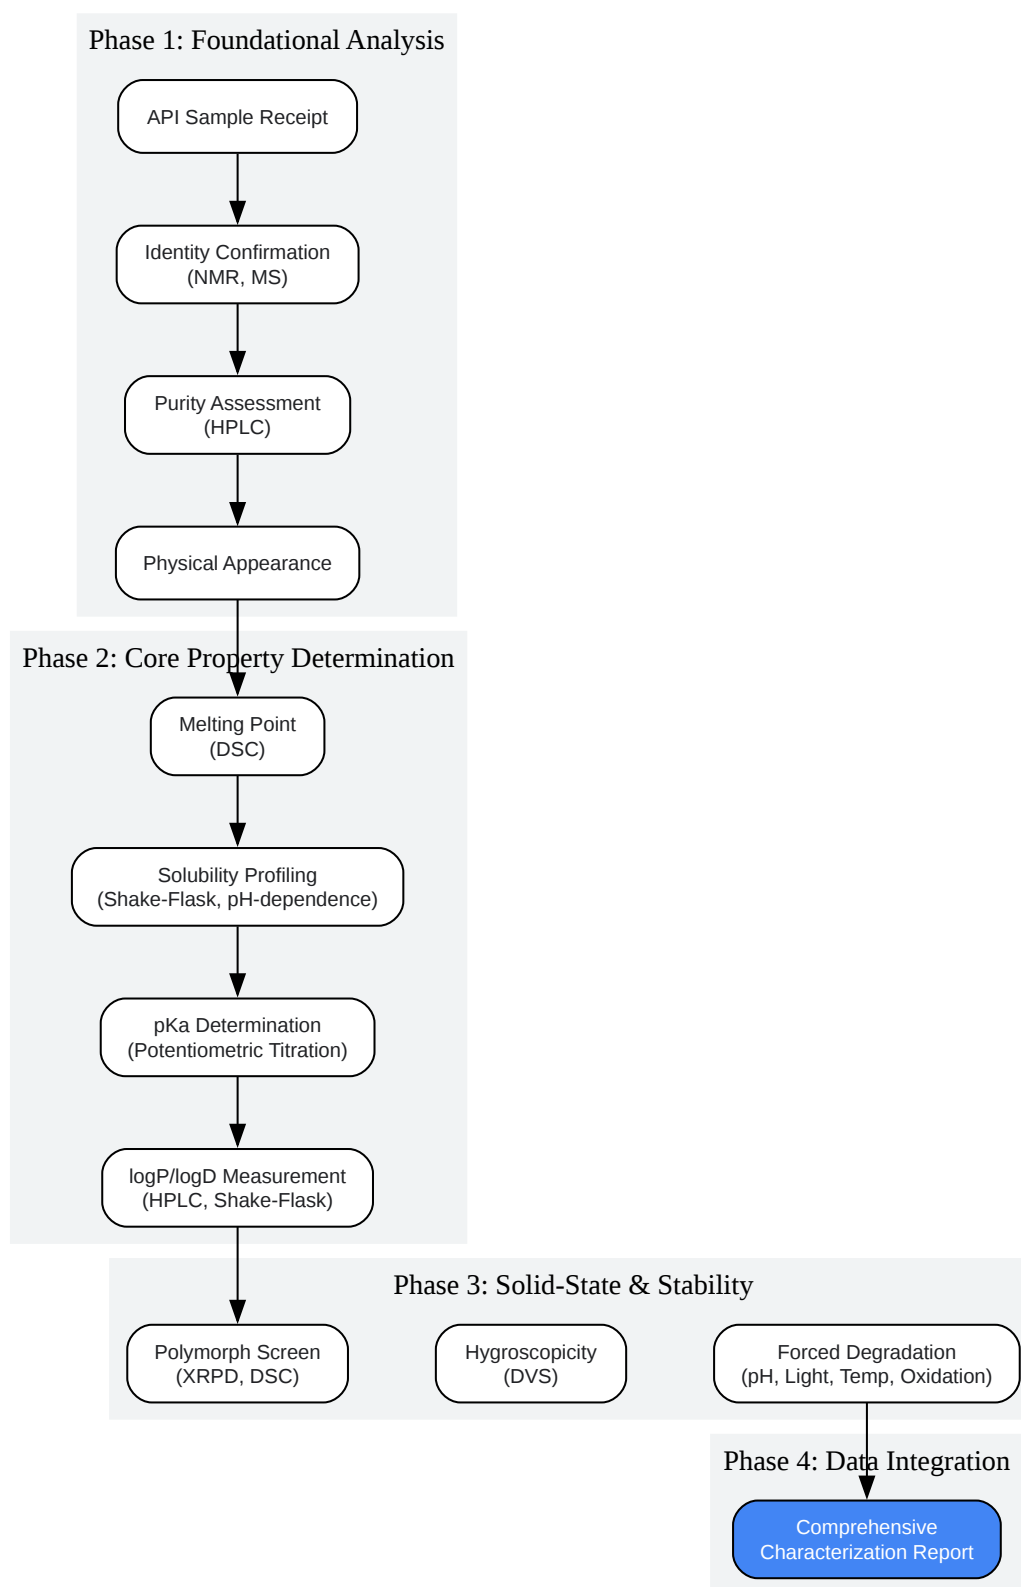 Phase 1: Foundational Analysis
API Sample Receipt
Identity Confirmation
(NMR, MS)
Purity Assessment
(HPLC)
Physical Appearance
Phase 2: Core Property Determination
Melting Point
(DSC)
Solubility Profiling
(Shake-Flask, pH-dependence)
pKa Determination
(Potentiometric Titration)
logP/logD Measurement
(HPLC, Shake-Flask)
Phase 3: Solid-State & Stability
Polymorph Screen
(XRPD, DSC)
Hygroscopicity
(DVS)
Forced Degradation
(pH, Light, Temp, Oxidation)
Phase 4: Data Integration
Comprehensive
Characterization Report